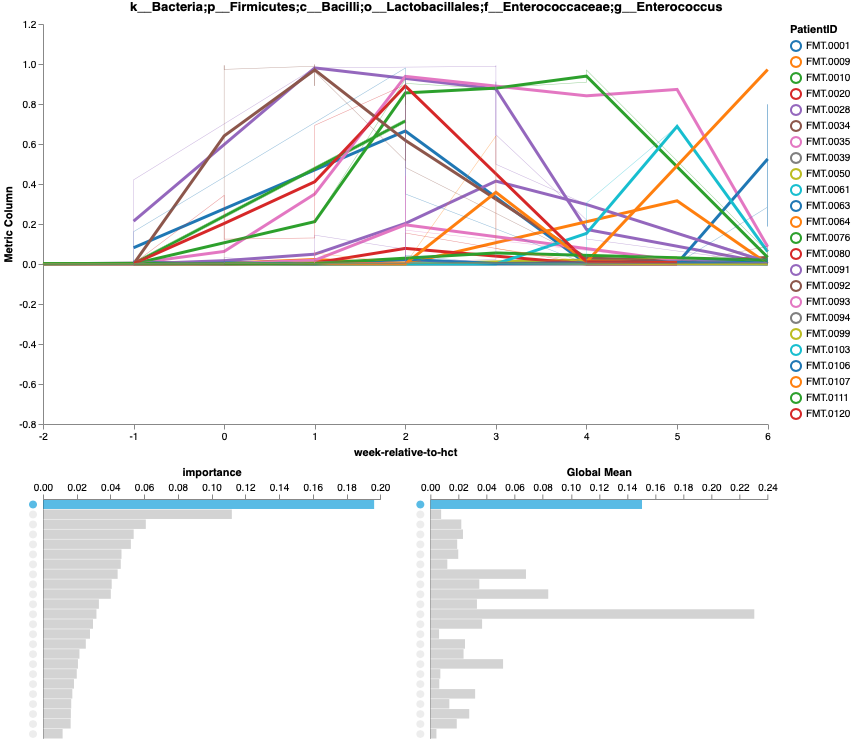 k__Bacteria;p__Firmicutes;c__Bacilli;o__Lactobacillales;f__Enterococcaceae;g__Enterococcus
1.2
1.0
0.8
0.6
0.4
0.2
0.0
-0.2
-0.4
-0.6
-0.8
Metric Column
-2 -1 0 1 2 3 4 5 6
week-relative-to-hct
PatientID
FMT.0001
FMT.0009
FMT.0010
FMT.0020
FMT.0028
FMT.0034
FMT.0035
FMT.0039
FMT.0050
FMT.0061
FMT.0063
FMT.0064
FMT.0076
FMT.0080
FMT.0091
FMT.0092
FMT.0093
FMT.0094
FMT.0099
FMT.0103
FMT.0106
FMT.0107
FMT.0111
FMT.0120
importance
0.00 0.02 0.04 0.06 0.08 0.10 0.12 0.14 0.16 0.18 0.20
Global Mean
0.00 0.02 0.04 0.06 0.08 0.10 0.12 0.14 0.16 0.18 0.20 0.22 0.24